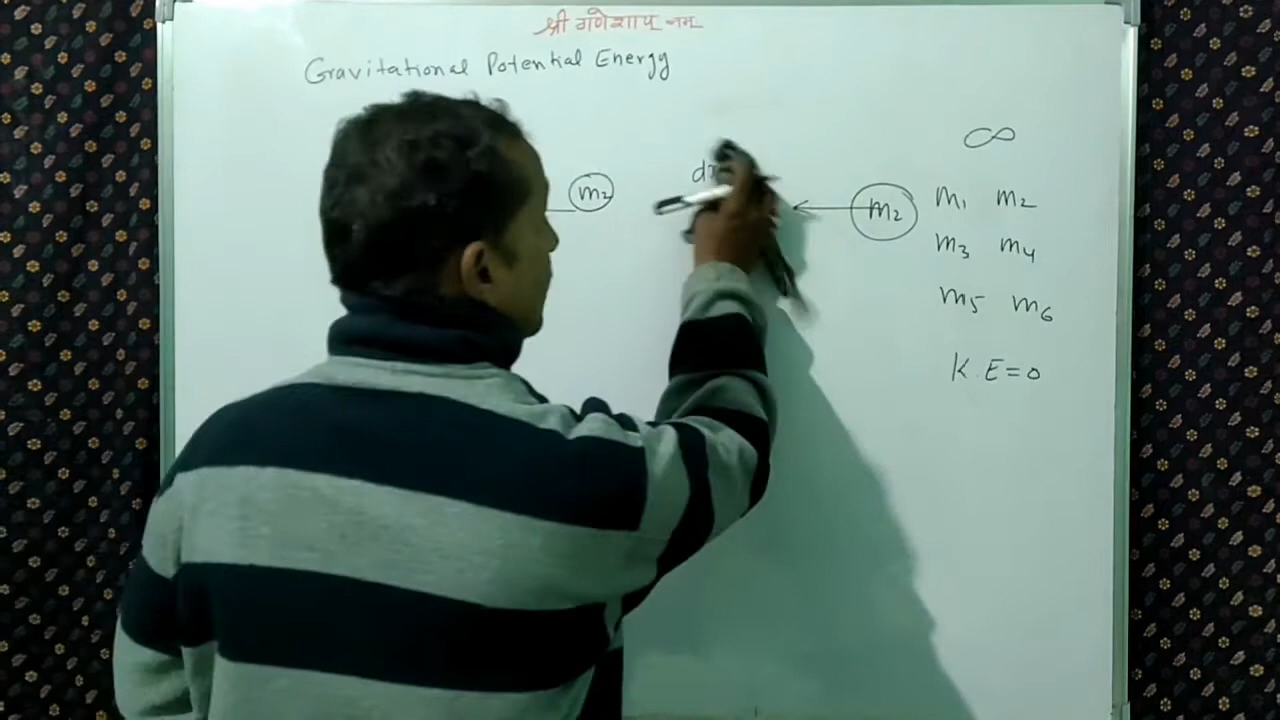 श्री गणेशाय नम
Gravitational Potential Energy
∞
m₂
m₂
m₁ m₂
m₃ m₄
m₅ m₆
K.E=0